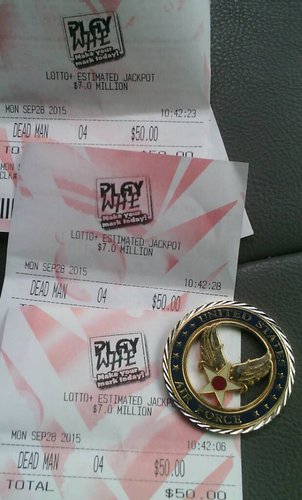 PLAY
WHE
Make your
mark today!
LOTTO+ ESTIMATED JACKPOT
$7.0 MILLION
MON SEP28 2015 10:42:23
DEAD MAN 04 $50.00
PLAY
WHE
Make your
mark today!
LOTTO+ ESTIMATED JACKPOT
$7.0 MILLION
MON SEP28 2015 10:42:28
DEAD MAN 04 $50.00
PLAY
WHE
Make your
mark today!
LOTTO+ ESTIMATED
$7.0 MILLION
MON SEP28 2015 10:42:06
DEAD MAN 04 $50.00
TOTAL $50.00
UNITED STATES
AIR FORCE